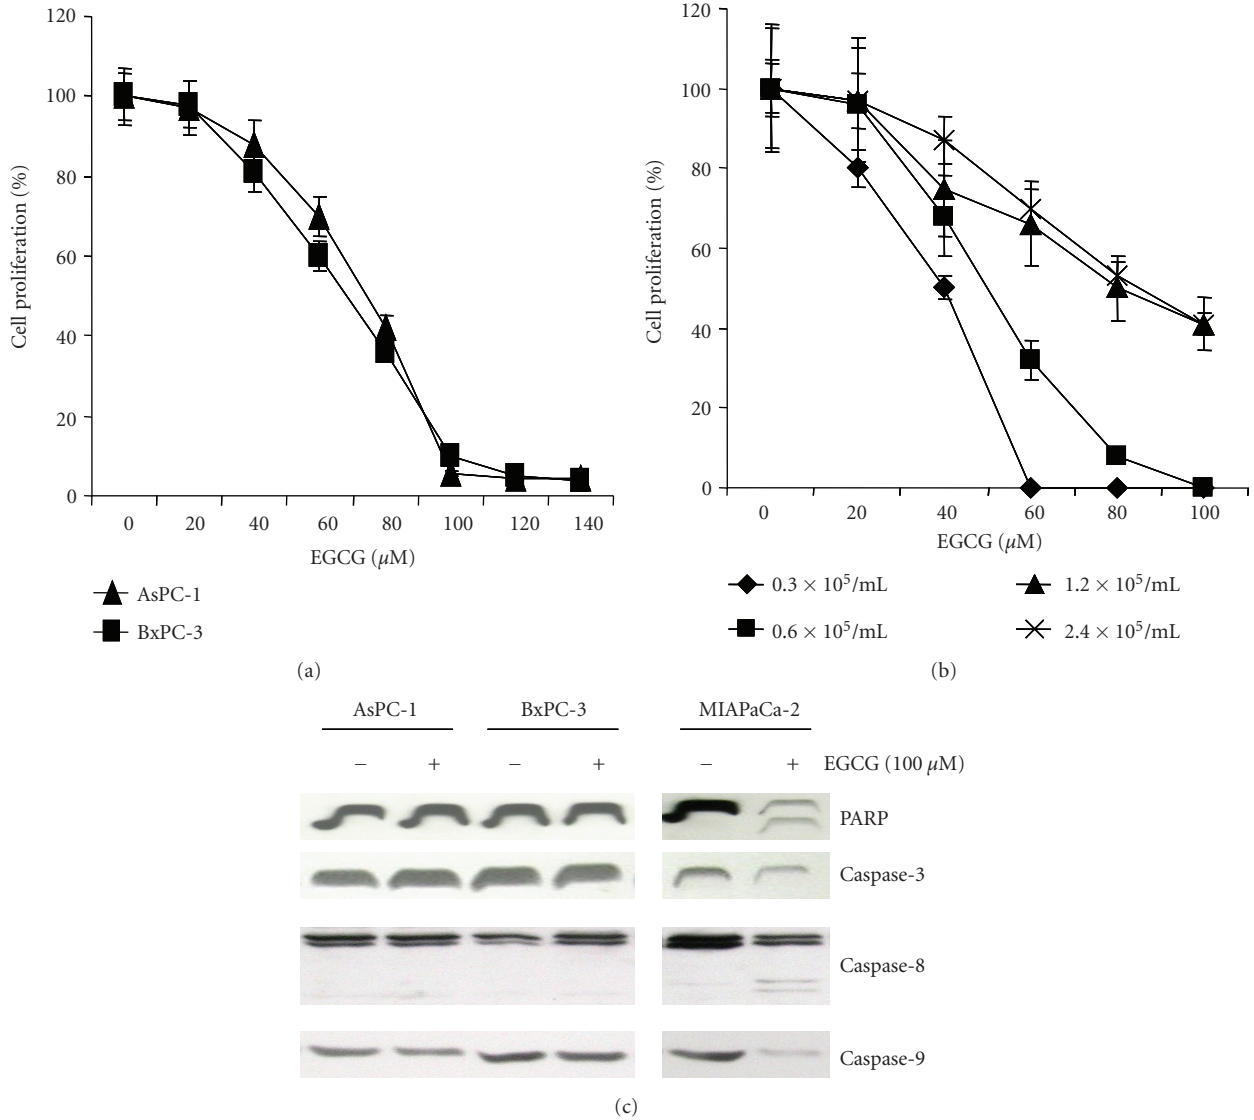 120
100
80
60
40
20
0
Cell proliferation (%)
0 20 40 60 80 100 120 140
EGCG (μM)
AsPC-1
BxPC-3
(a)
120
100
80
60
40
20
0
Cell proliferation (%)
0 20 40 60 80 100
EGCG (μM)
0.3 × 10⁵/mL
1.2 × 10⁵/mL
0.6 × 10⁵/mL
2.4 × 10⁵/mL
(b)
AsPC-1 BxPC-3 MIAPaCa-2
− + − + − + EGCG (100 μM)
PARP
Caspase-3
Caspase-8
Caspase-9
(c)